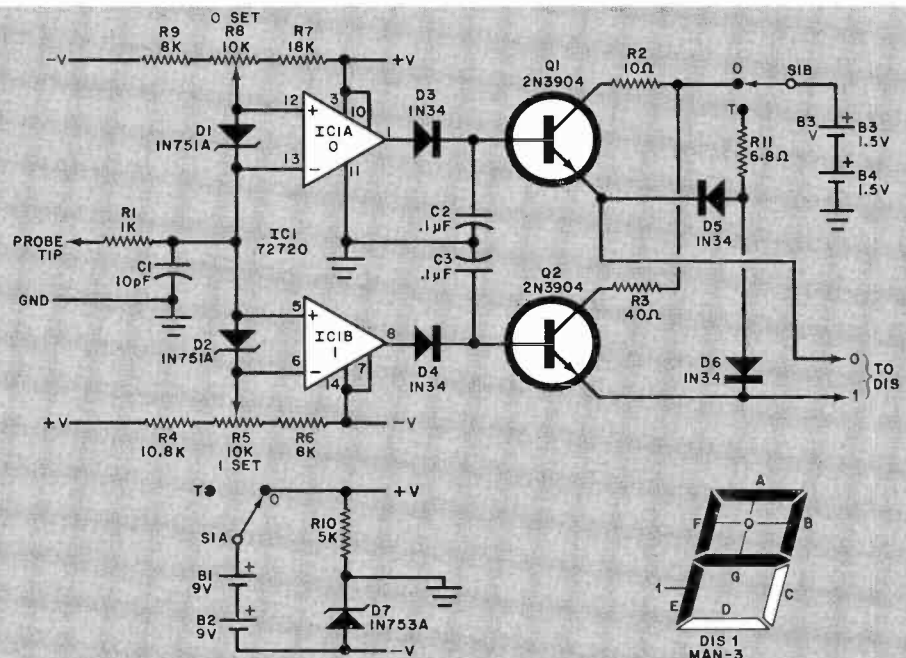 O SET
R9
8K
R8
10K
R7
18K
-V
+V
12
+
3
10
D1
1N751A
13
-
IC1A
0
1
11
D3
1N34
Q1
2N3904
R2
10Ω
O
S1B
T
B3
V
+
B3
1.5V
R11
6.8Ω
+
B4
1.5V
PROBE
TIP
R1
1K
IC1
72720
C1
10pF
GND
C2
.1µF
C3
.1µF
D5
1N34
Q2
2N3904
R3
40Ω
5
+
D2
1N751A
6
-
IC1B
1
8
14
7
D4
1N34
D6
1N34
0
1
TO
DIS
+V
-V
R4
10.8K
R5
10K
1 SET
R6
8K
T
O
+V
S1A
R10
5K
B1
9V
+
B2
9V
+
D7
1N753A
-V
A
F
O
B
G
1
E
D
C
DIS 1
MAN-3